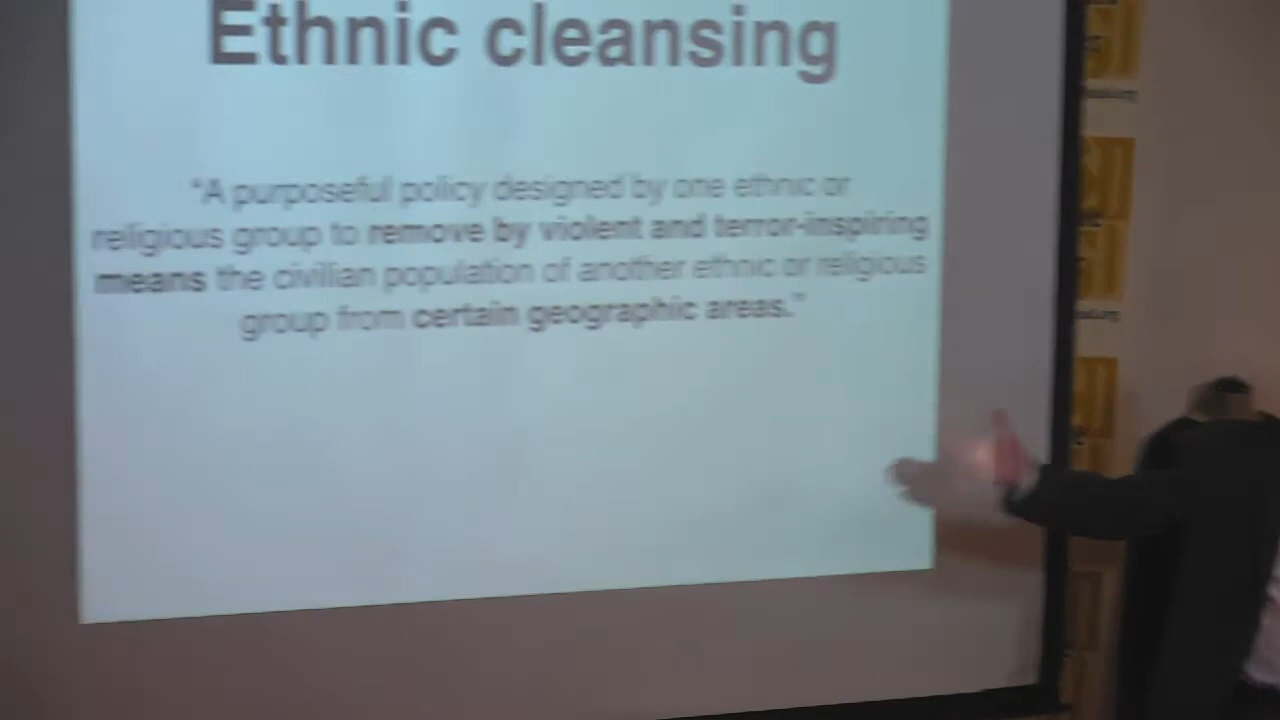 Ethnic cleansing
"A purposeful policy designed by one ethnic or
religious group to remove by violent and terror-inspiring
means the civilian population of another ethnic or religious
group from certain geographic areas."